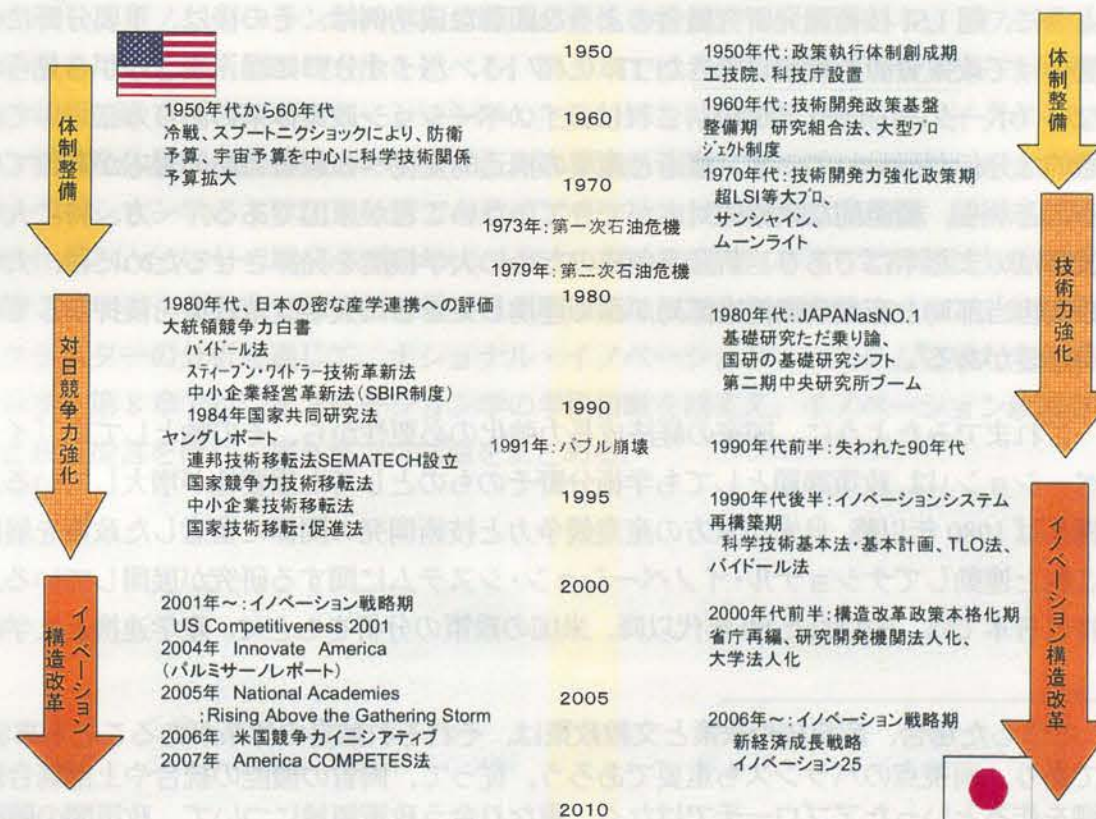 体制整備
対日競争力強化
イノベーション
構造改革
1950年代から60年代
冷戦、スプートニクショックにより、防衛
予算、宇宙予算を中心に科学技術関係
予算拡大
1980年代、日本の密な産学連携への評価
大統領競争力白書
バイドール法
スティーブン・ワイドラー技術革新法
中小企業経営革新法(SBIR制度)
1984年国家共同研究法
ヤングレポート
連邦技術移転法SEMATECH設立
国家競争力技術移転法
中小企業技術移転法
国家技術移転・促進法
2001年~:イノベーション戦略期
US Competitiveness 2001
2004年 Innovate America
(パルミサーノレポート)
2005年 National Academies
:Rising Above the Gathering Storm
2006年 米国競争力イニシアティブ
2007年 America COMPETES法
1950
1960
1970
1973年:第一次石油危機
1979年:第二次石油危機
1980
1990
1991年:バブル崩壊
1995
2000
2005
2010
1950年代:政策執行体制創成期
工技院、科技庁設置
1960年代:技術開発政策基盤
整備期 研究組合法、大型プロ
ジェクト制度
1970年代:技術開発力強化政策期
超LSI等大プロ、
サンシャイン、
ムーンライト
1980年代:JAPANasNO.1
基礎研究ただ乗り論、
国研の基礎研究シフト
第二期中央研究所ブーム
1990年代前半:失われた90年代
1990年代後半:イノベーションシステム
再構築期
科学技術基本法・基本計画、TLO法、
バイドール法
2000年代前半:構造改革政策本格化期
省庁再編、研究開発機関法人化、
大学法人化
2006年~:イノベーション戦略期
新経済成長戦略
イノベーション25
体制整備
技術力強化
イノベーション構造改革